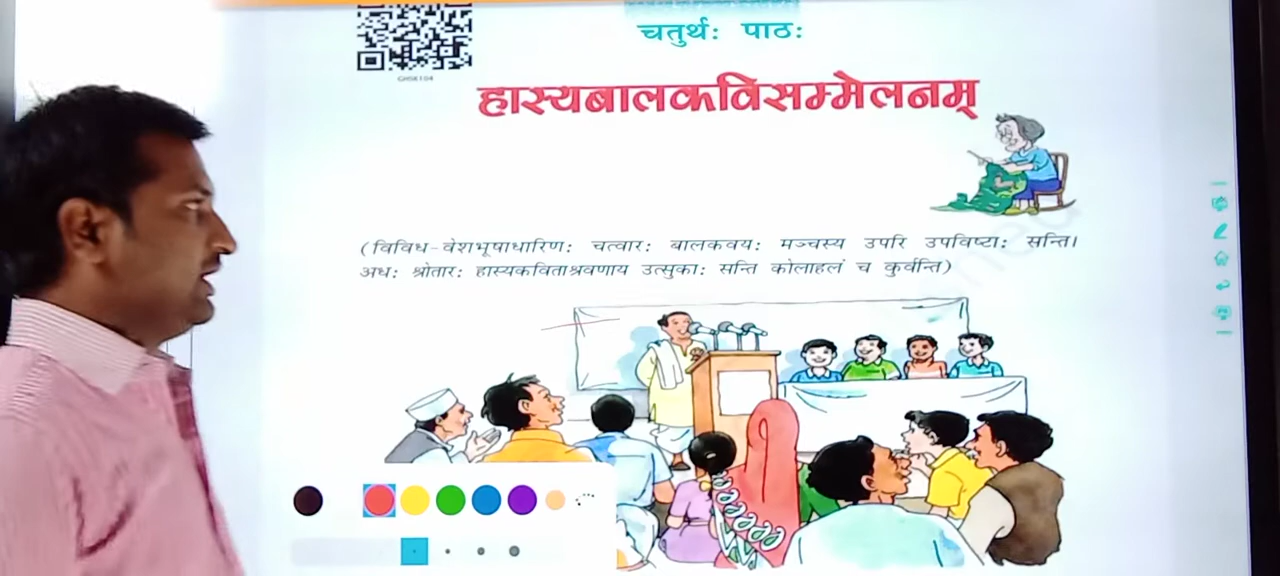 चतुर्थः पाठः
हास्यबालकविसम्मेलनम्
(विविध-वेशभूषाधारिणः चत्वारः बालकवयः मञ्चस्य उपरि उपविष्टाः सन्ति।
अधः श्रोतारः हास्यकविताश्रवणाय उत्सुकाः सन्ति कोलाहलं च कुर्वन्ति)